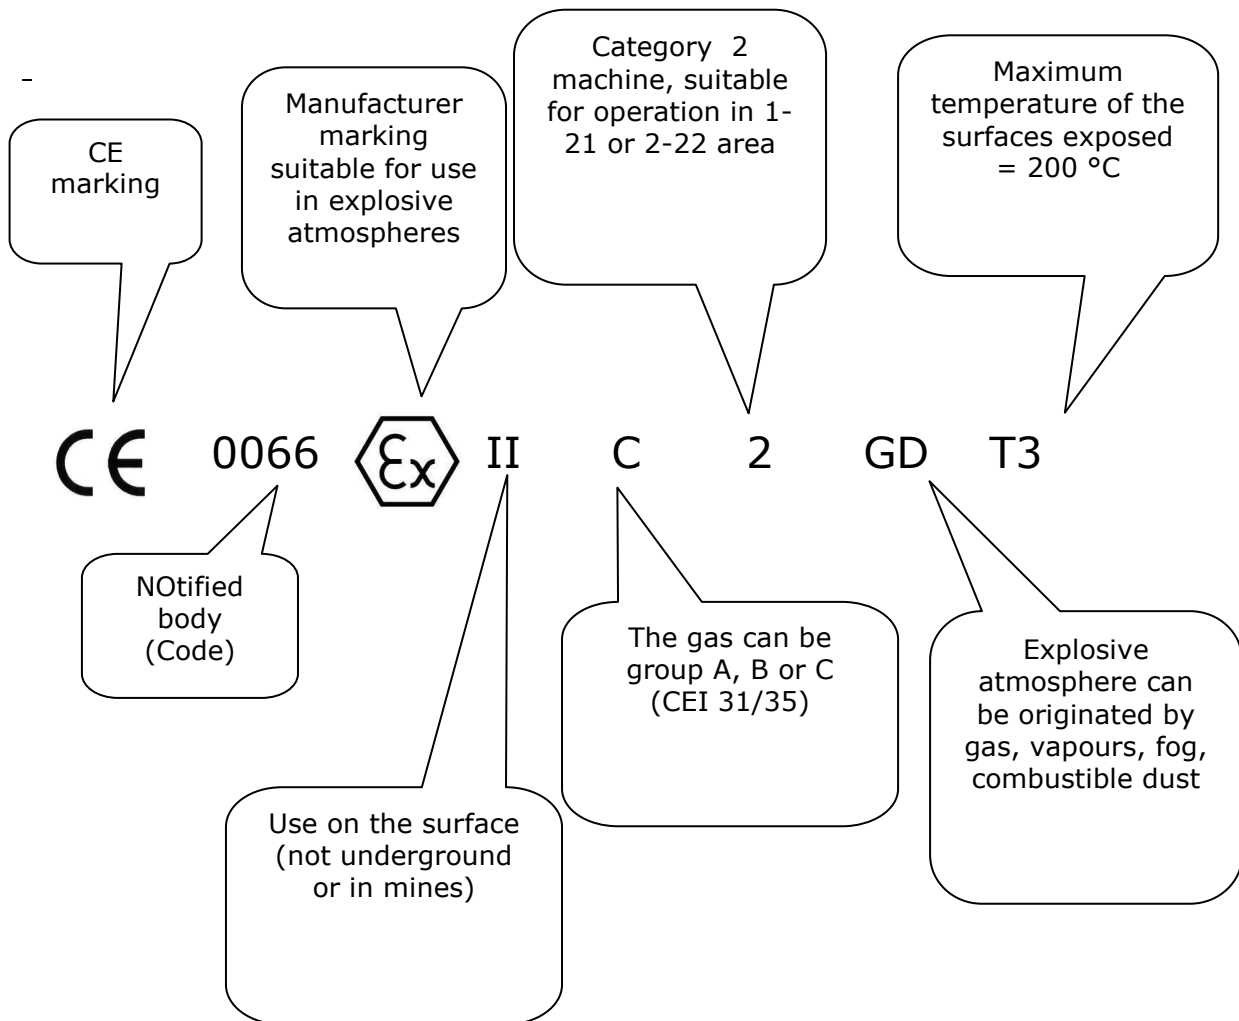 CE
marking
Manufacturer
marking
suitable for use
in explosive
atmospheres
Category  2
machine, suitable
for operation in 1-
21 or 2-22 area
Maximum
temperature of the
surfaces exposed
= 200 °C
CE 0066 Ex II C 2 GD T3
NOtified
body
(Code)
Use on the surface
(not underground
or in mines)
The gas can be
group A, B or C
(CEI 31/35)
Explosive
atmosphere can
be originated by
gas, vapours, fog,
combustible dust